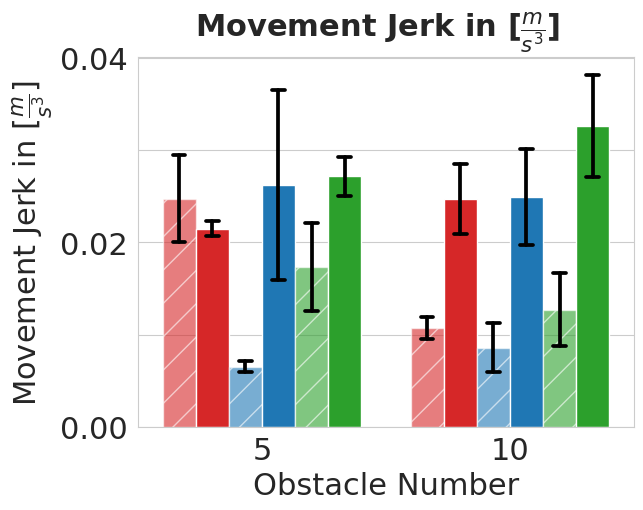 Movement Jerk in [m/s³]
Movement Jerk in [m/s³]
0.04
0.02
0.00
5 10
Obstacle Number